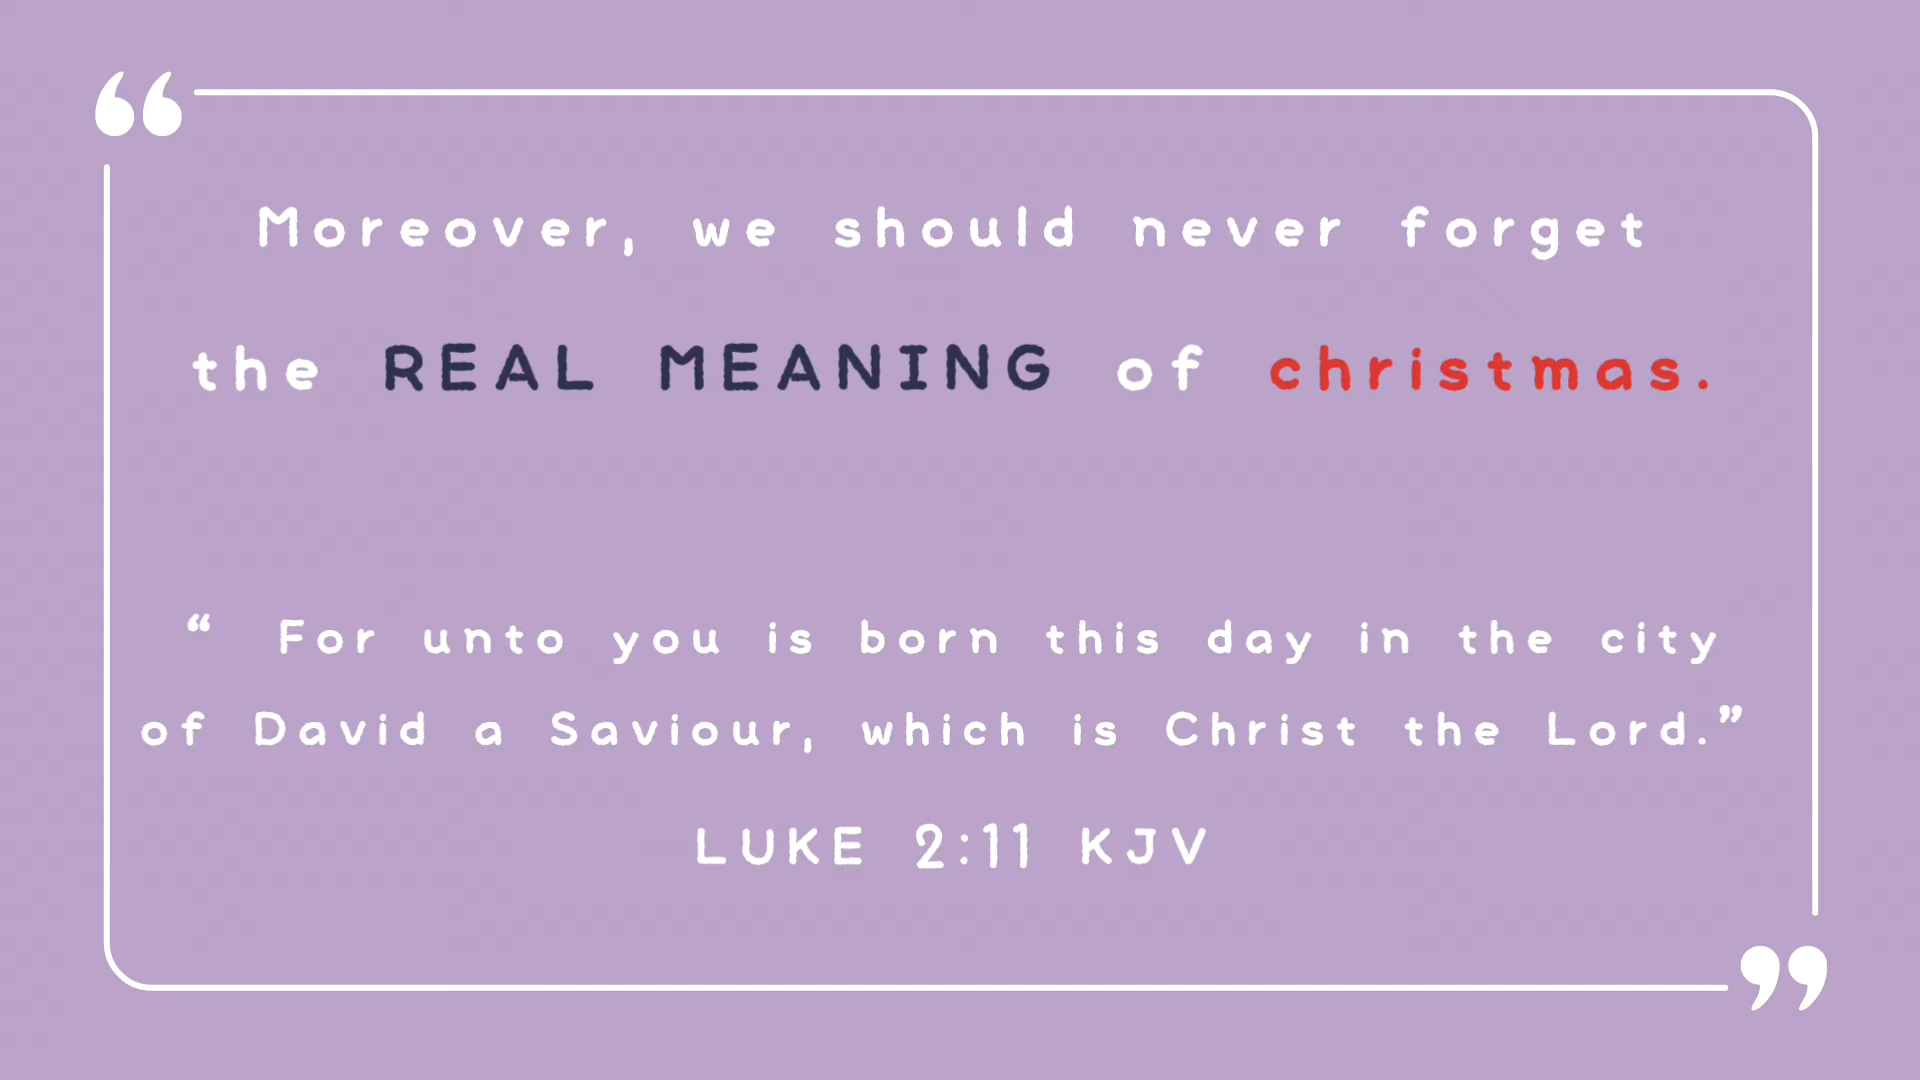 Moreover, we should never forget
the REAL MEANING of christmas.
“ For unto you is born this day in the city
of David a Saviour, which is Christ the Lord.”
LUKE 2:11 KJV